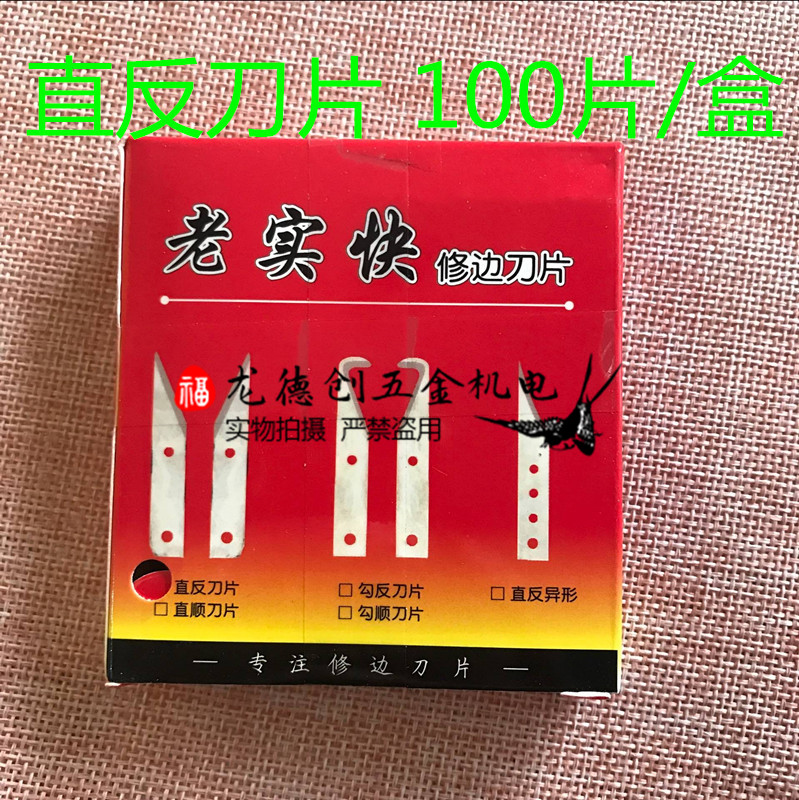 直反刀片 100片/盒
老实快 修边刀片
福 龙德创五金机电
实物拍摄 严禁盗用
直反刀片 □ 勾反刀片 □ 直反异形
□ 直顺刀片 □ 勾顺刀片
— 专注修边刀片 —